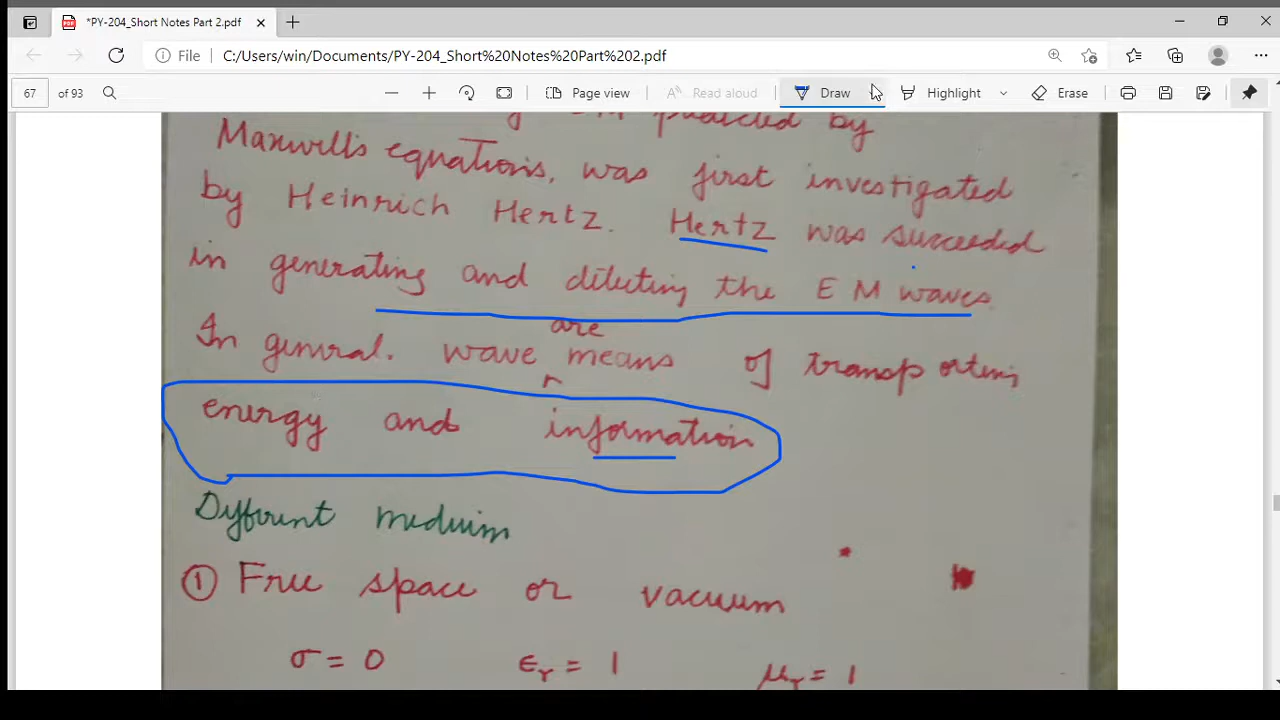 *PY-204_Short Notes Part 2.pdf
File C:/Users/win/Documents/PY-204_Short%20Notes%20Part%202.pdf
67 of 93 Page view Read aloud Draw Highlight Erase
EM predicted by
Maxwell's equations, was first investigated
by Heinrich Hertz. Hertz was succeeded
in generating and the EM waves.
are
In general. wave means of transporting
energy and information
Different medium
① Free space or vacuum
σ = 0 ϵr = 1 μr = 1